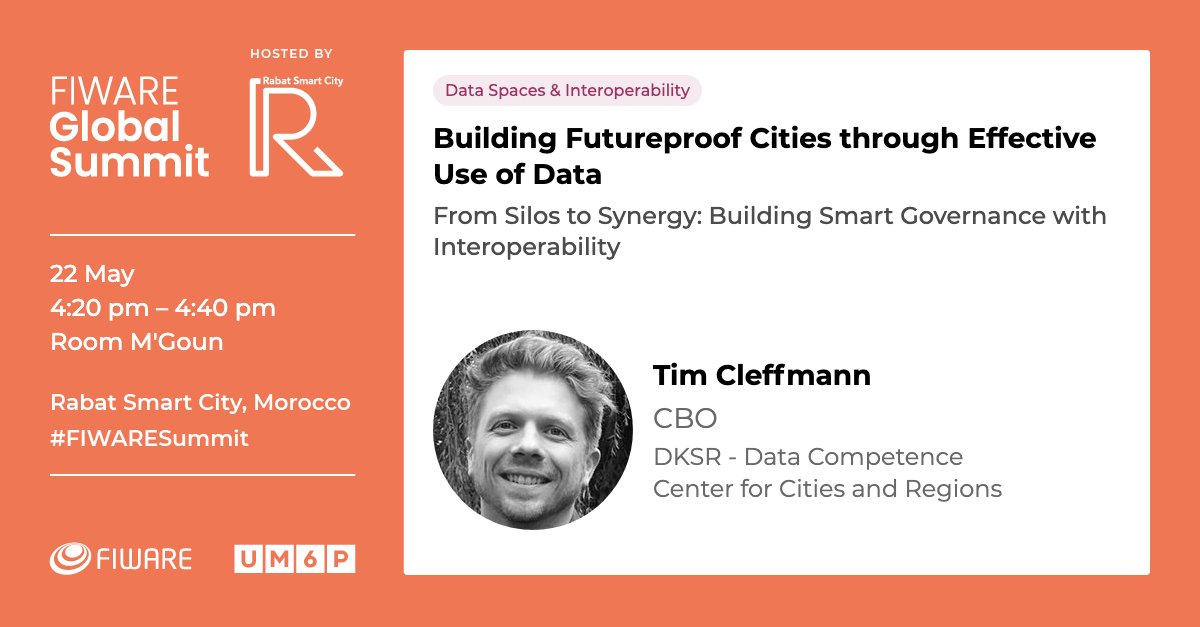 HOSTED BY
FIWARE
Global
Summit
Rabat Smart City
R
22 May
4:20 pm – 4:40 pm
Room M'Goun
Rabat Smart City, Morocco
#FIWARESummit
FIWARE
UM6P
Data Spaces & Interoperability
Building Futureproof Cities through Effective
Use of Data
From Silos to Synergy: Building Smart Governance with
Interoperability
Tim Cleffmann
CBO
DKSR - Data Competence
Center for Cities and Regions